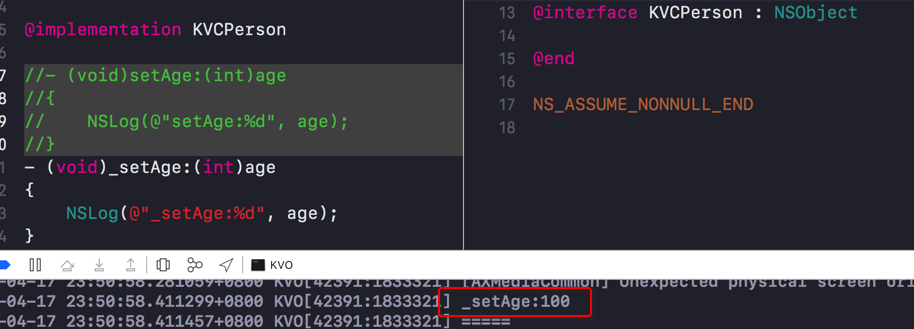 4
5 @implementation KVCPerson
6
7 //- (void)setAge:(int)age
8 //{
9 //    NSLog(@"setAge:%d", age);
0 //}
1 - (void)_setAge:(int)age
2 {
3     NSLog(@"_setAge:%d", age);
4 }
13 @interface KVCPerson : NSObject
14
15 @end
16
17 NS_ASSUME_NONNULL_END
18
KVO
-04-17 23:50:58.281059+0800 KVO[42391:1833321] [AXMediaCommon] Unexpected physical screen ori
-04-17 23:50:58.411299+0800 KVO[42391:1833321] _setAge:100
-04-17 23:50:58.411457+0800 KVO[42391:1833321] =====